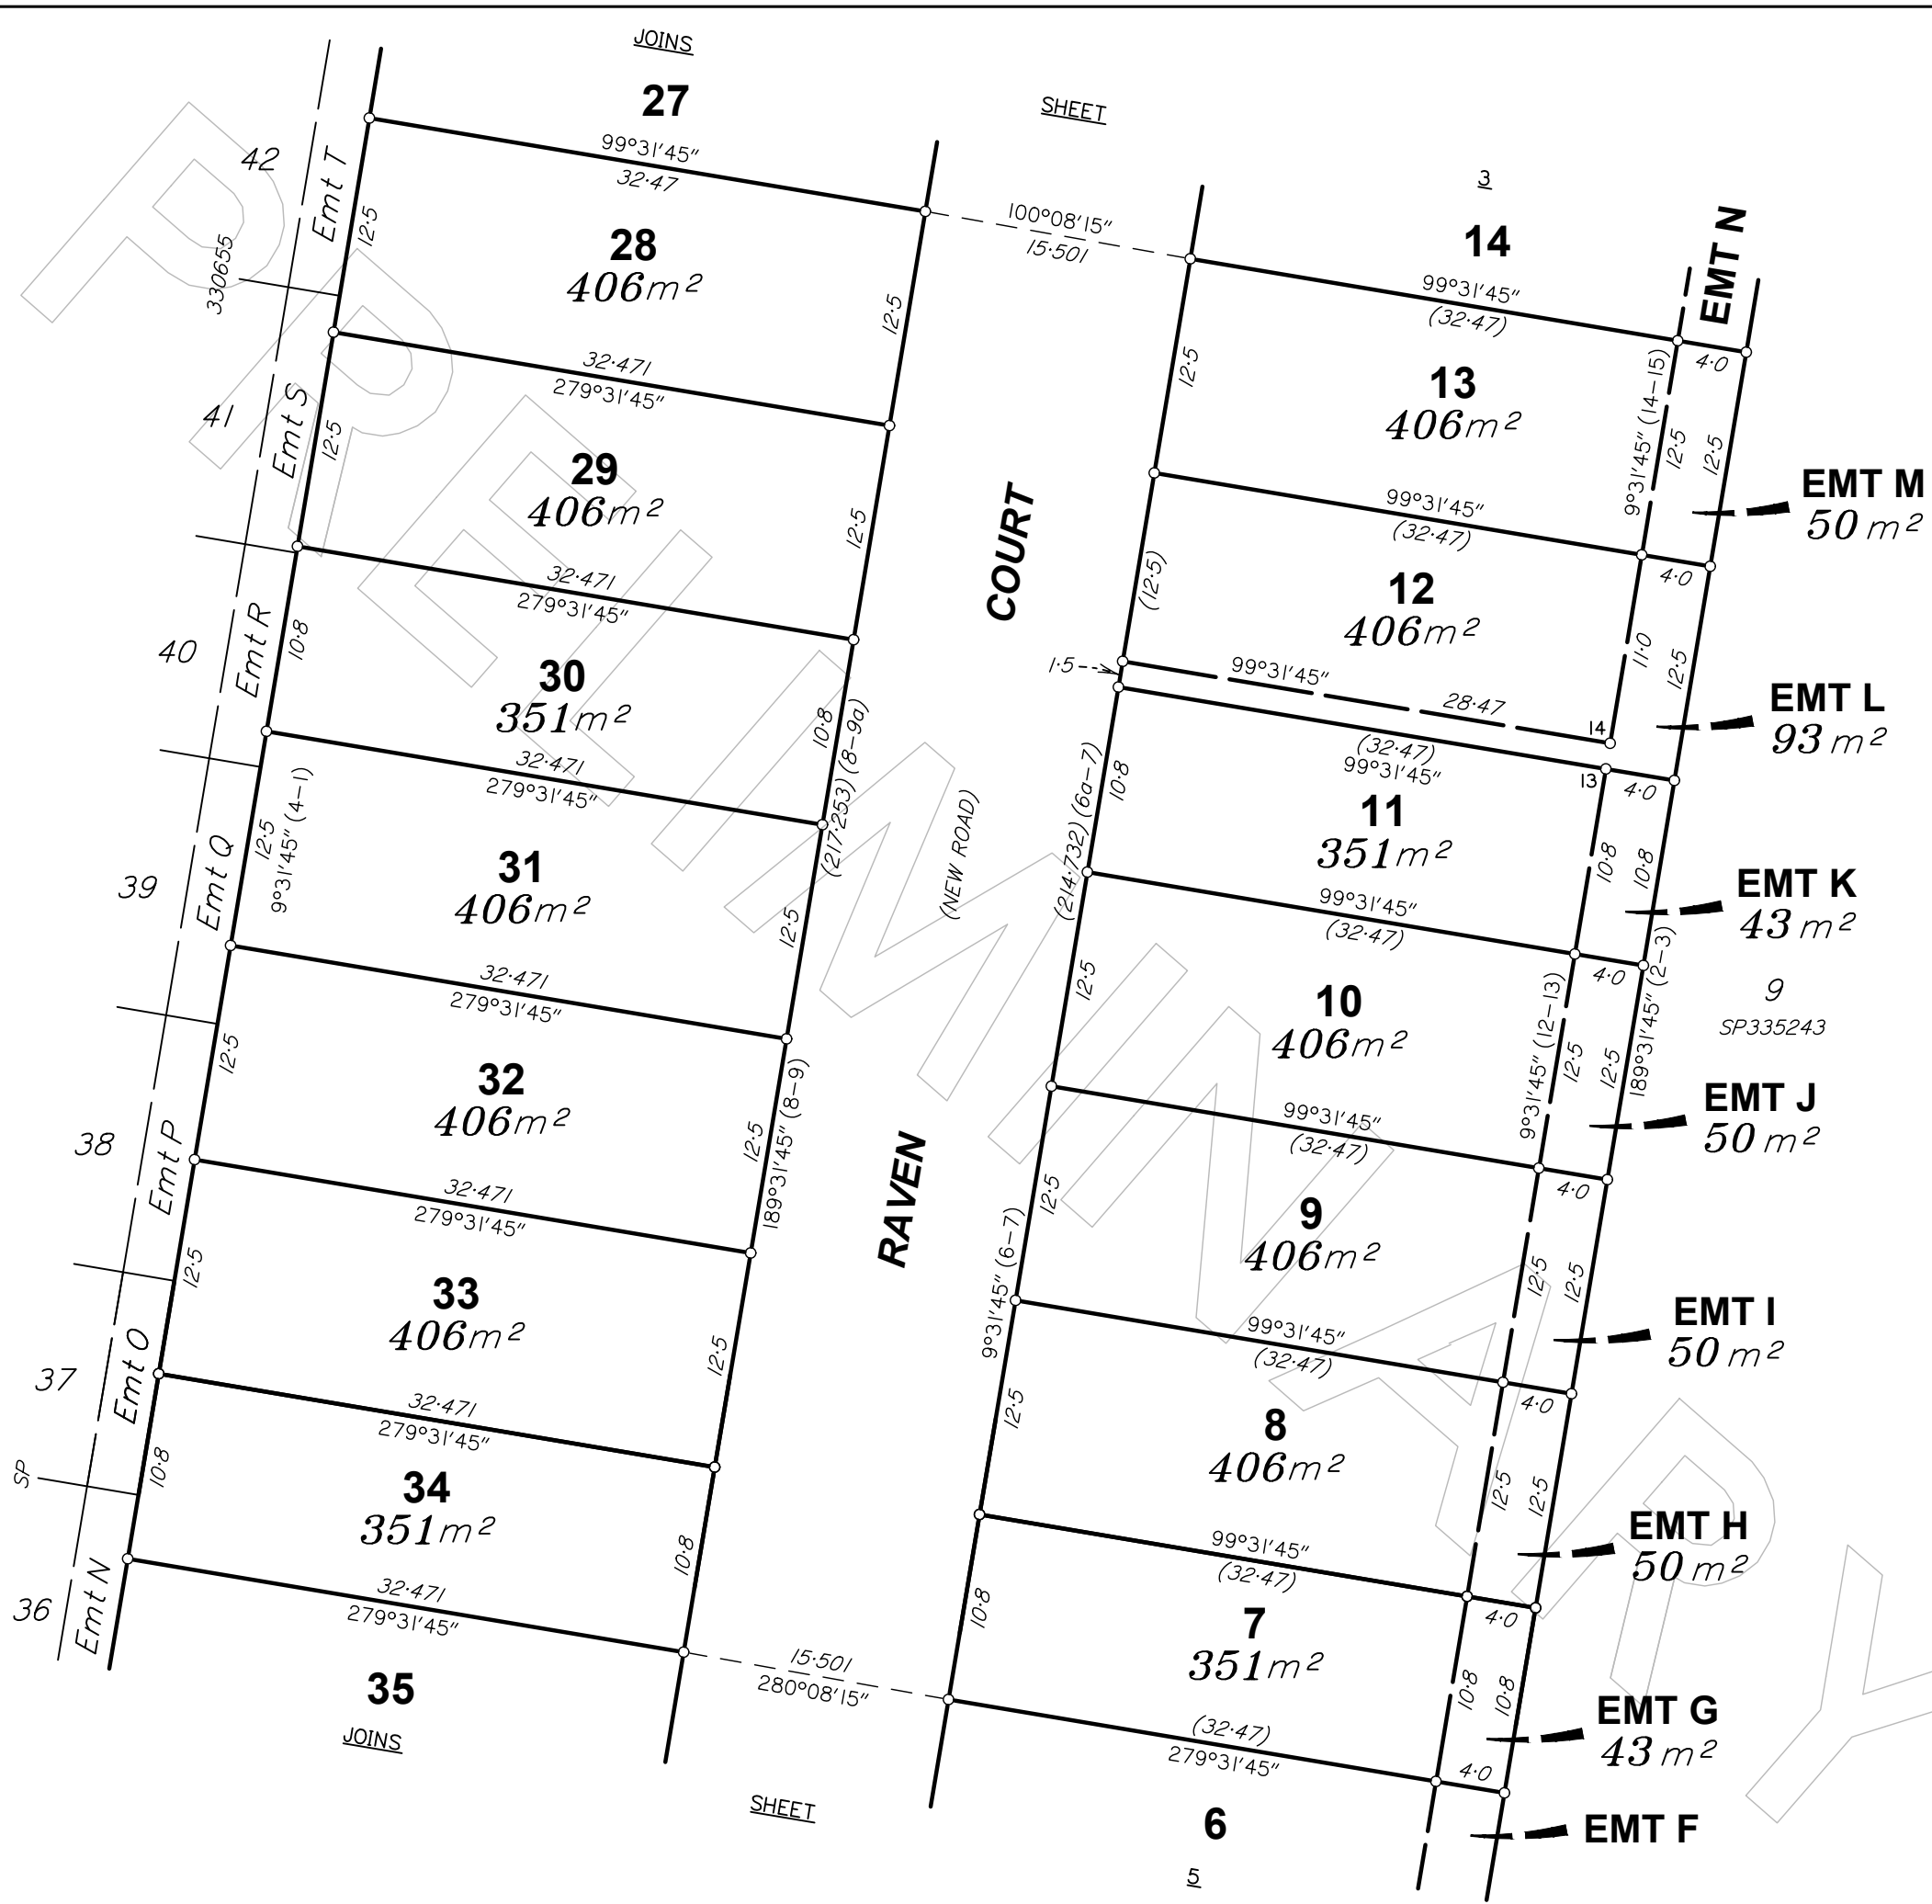 JOINS
27
SHEET
3
14
EMT N
42
Emt T
330655
99°31'45"
32·47
12·5
28
406m²
12·5
100°08'15"
15·501
99°31'45"
(32·47)
4·0
12·5
13
406m²
9°31'45" (14–15)
12·5
12·5
EMT M
50 m²
41
Emt S
12·5
32·471
279°31'45"
29
406m²
12·5
COURT
99°31'45"
(32·47)
4·0
(12·5)
12
406m²
11·0
12·5
EMT L
93 m²
1·5
99°31'45"
28·47
14
40
Emt R
10·8
32·471
279°31'45"
30
351m²
10·8
(217·253) (8–9a)
(32·47)
99°31'45"
13
4·0
10·8
(214·732) (6a–7)
11
351m²
10·8
10·8
EMT K
43 m²
39
Emt Q
12·5
9°31'45" (4–1)
32·471
279°31'45"
31
406m²
12·5
(NEW ROAD)
99°31'45"
(32·47)
4·0
12·5
10
406m²
9°31'45" (12–13)
12·5
12·5
189°31'45" (2–3)
9
SP335243
EMT J
50 m²
38
Emt P
12·5
32·471
279°31'45"
32
406m²
12·5
189°31'45" (8–9)
RAVEN
99°31'45"
(32·47)
4·0
12·5
9°31'45" (6–7)
9
406m²
12·5
12·5
EMT I
50 m²
37
Emt O
12·5
32·471
279°31'45"
33
406m²
12·5
99°31'45"
(32·47)
4·0
12·5
8
406m²
12·5
12·5
EMT H
50 m²
SP
36
Emt N
10·8
32·471
279°31'45"
34
351m²
10·8
99°31'45"
(32·47)
4·0
10·8
7
351m²
10·8
10·8
EMT G
43 m²
32·471
279°31'45"
15·501
280°08'15"
(32·47)
279°31'45"
4·0
35
JOINS
SHEET
6
5
EMT F
PRELIMINARY